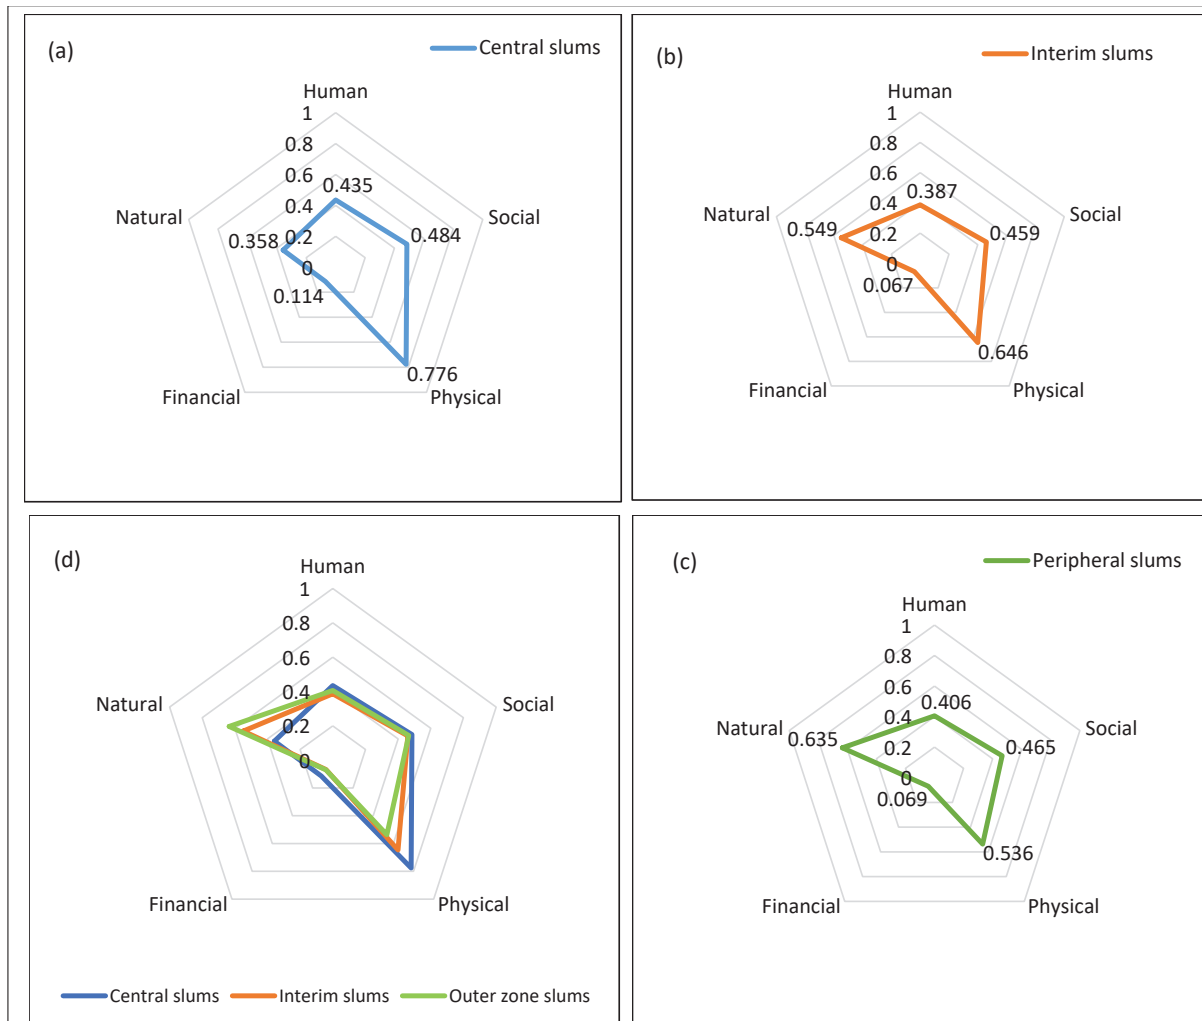 (a)
Central slums
Human
1
0.8
0.6
0.435
0.4
0.2
0
Natural
Social
0.358
0.484
0.114
0.776
Financial
Physical
(b)
Interim slums
Human
1
0.8
0.6
0.387
0.4
0.2
0
Natural
Social
0.549
0.459
0.067
0.646
Financial
Physical
(d)
Human
1
0.8
0.6
0.4
0.2
0
Natural
Social
Financial
Physical
Central slums
Interim slums
Outer zone slums
(c)
Peripheral slums
Human
1
0.8
0.6
0.406
0.4
0.2
0
Natural
Social
0.635
0.465
0.069
0.536
Financial
Physical